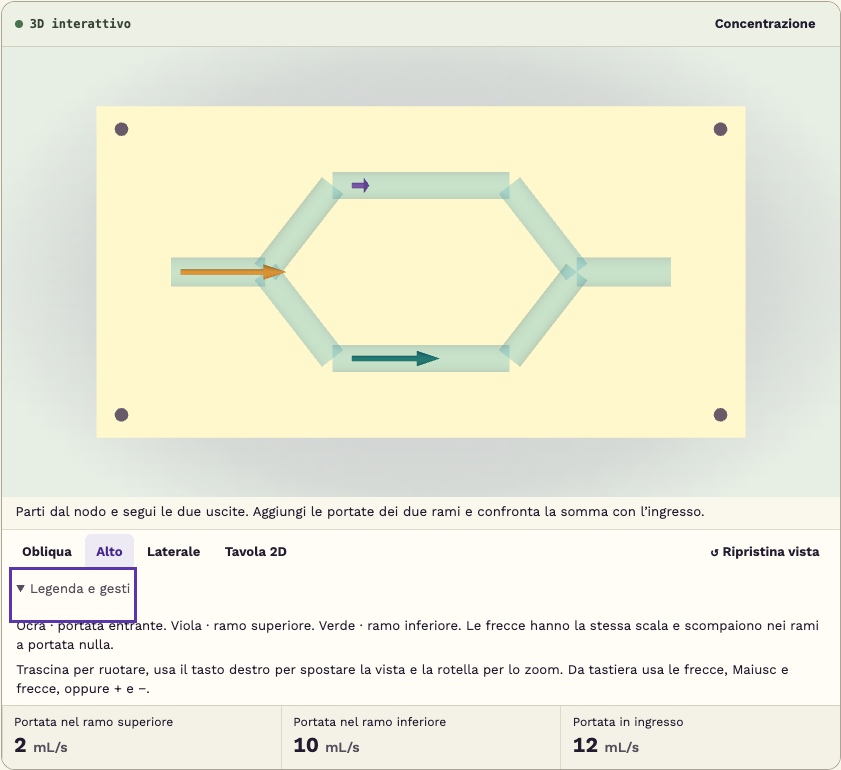 3D interattivo
Concentrazione
Parti dal nodo e segui le due uscite. Aggiungi le portate dei due rami e confronta la somma con l’ingresso.
Obliqua Alto Laterale Tavola 2D ↺ Ripristina vista
▼ Legenda e gesti
Ocra · portata entrante. Viola · ramo superiore. Verde · ramo inferiore. Le frecce hanno la stessa scala e scompaiono nei rami
a portata nulla.
Trascina per ruotare, usa il tasto destro per spostare la vista e la rotella per lo zoom. Da tastiera usa le frecce, Maiusc e
frecce, oppure + e −.
Portata nel ramo superiore
2 mL/s
Portata nel ramo inferiore
10 mL/s
Portata in ingresso
12 mL/s